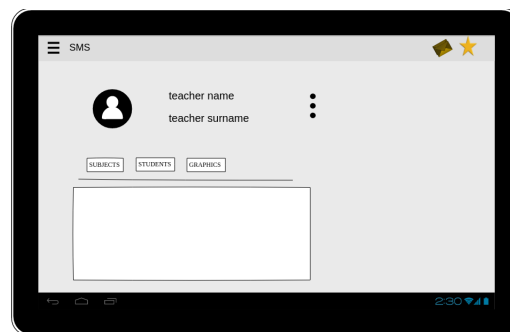 SMS
teacher name
teacher surname
SUBJECTS STUDENTS GRAPHICS
2:30